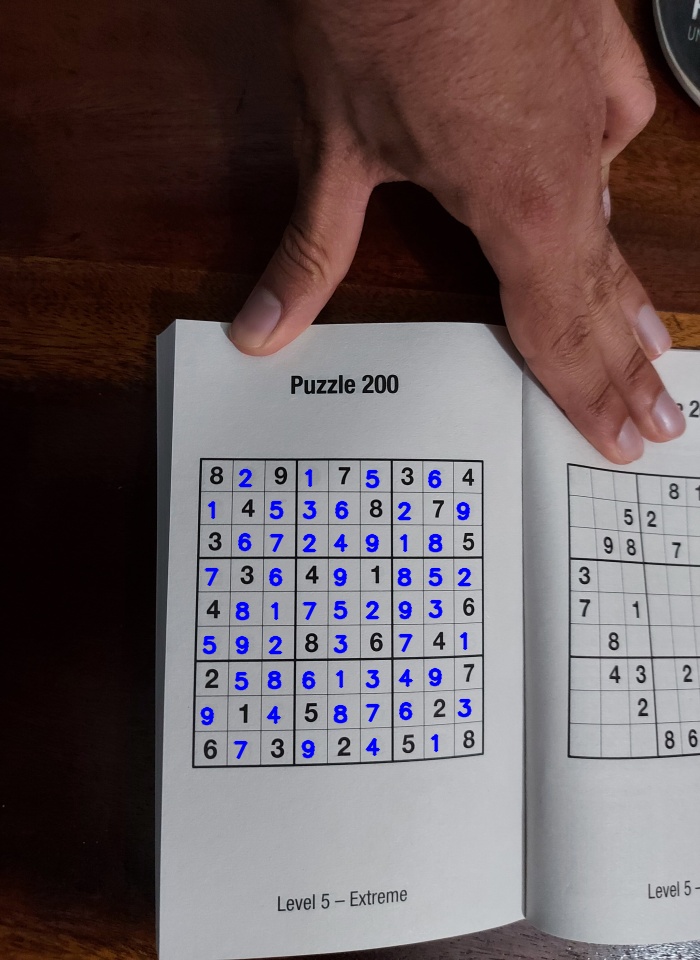 Puzzle 200
8 2 9 1 7 5 3 6 4
1 4 5 3 6 8 2 7 9
3 6 7 2 4 9 1 8 5
7 3 6 4 9 1 8 5 2
4 8 1 7 5 2 9 3 6
5 9 2 8 3 6 7 4 1
2 5 8 6 1 3 4 9 7
9 1 4 5 8 7 6 2 3
6 7 3 9 2 4 5 1 8
Level 5 – Extreme
8
5 2
9 8 7
3
7 1
8
4 3 2
2
8 6
Level 5 –